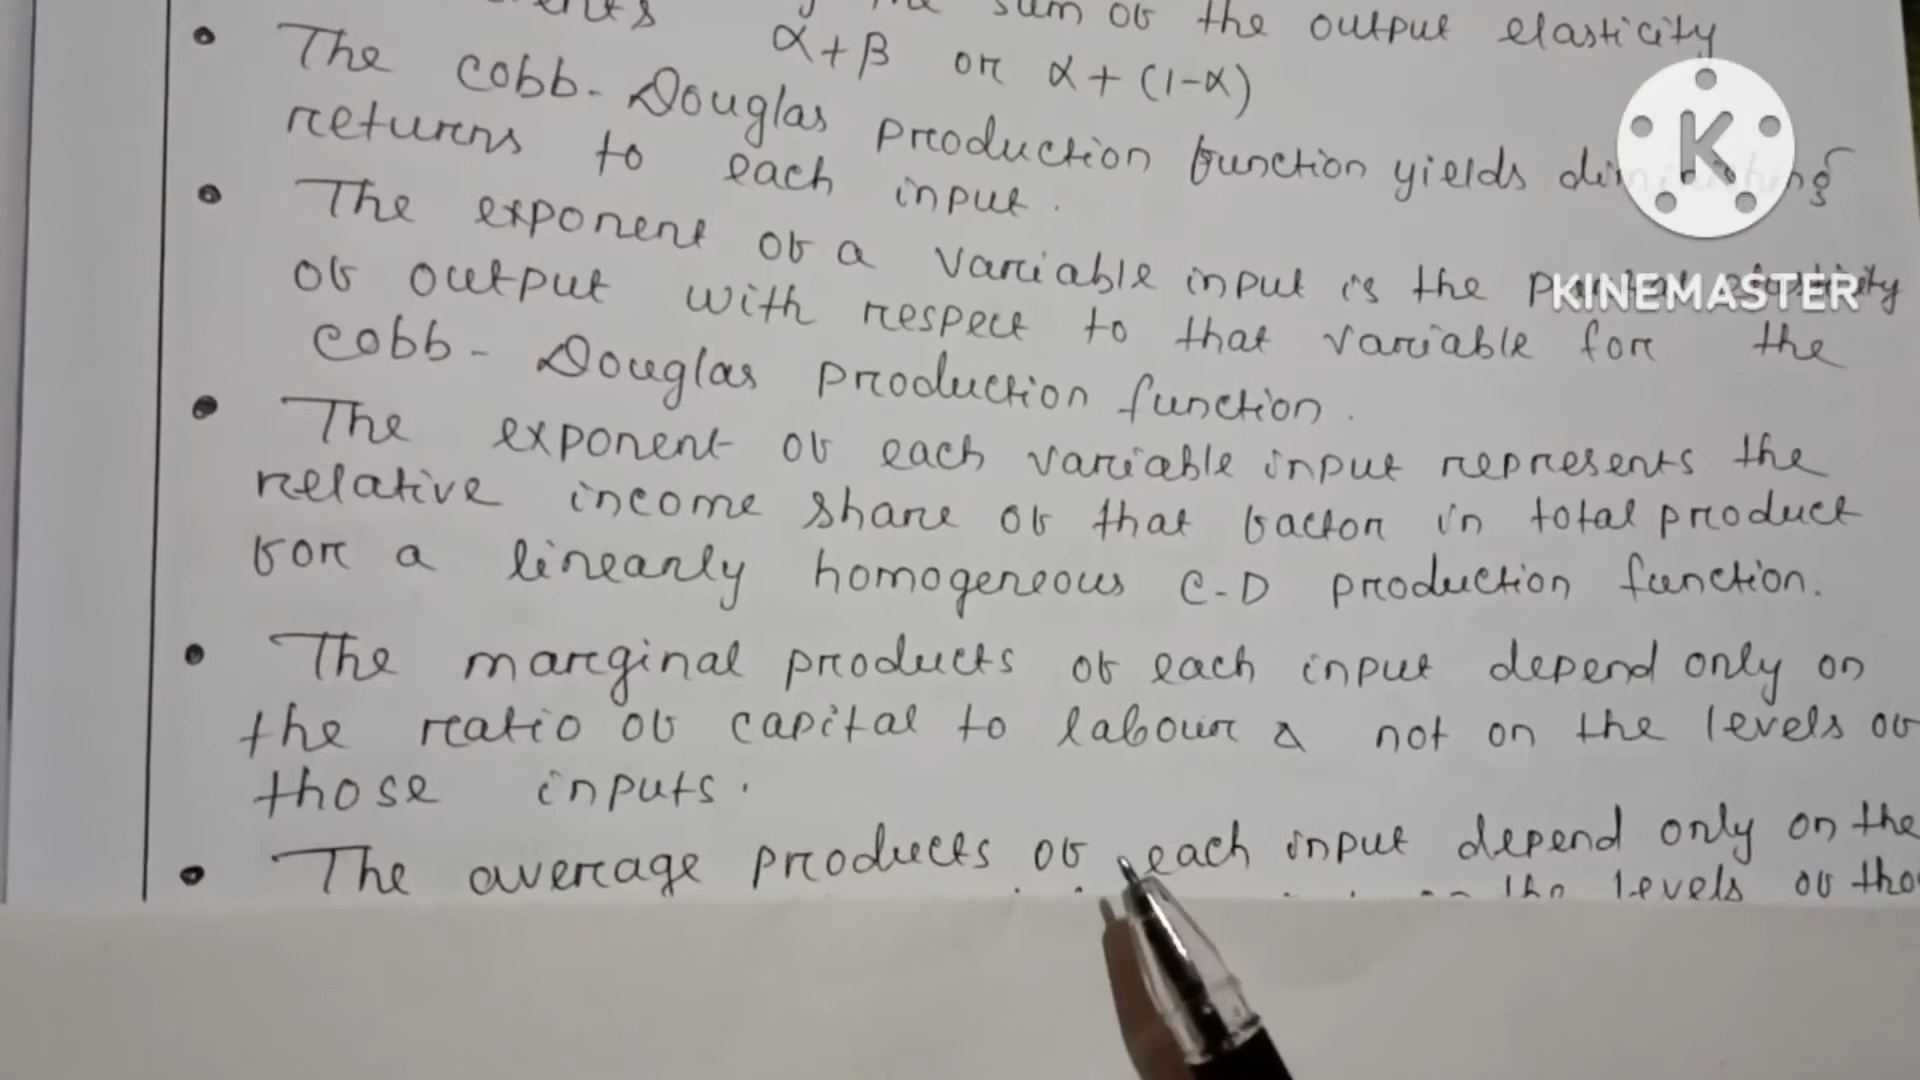 the sum of the output elasticity
α+β or α+(1-α)
The cobb-Douglas production function yields
returns to each input.
The exponent of a variable input is the
of output with respect to that variable for the
cobb-Douglas production function.
The exponent of each variable input represents the
relative income share of that factor in total product
for a linearly homogeneous C-D production function.
The marginal products of each input depend only on
the ratio of capital to labour & not on the levels of
those inputs.
The average products of each input depend only on the
the levels of
K
KINEMASTER